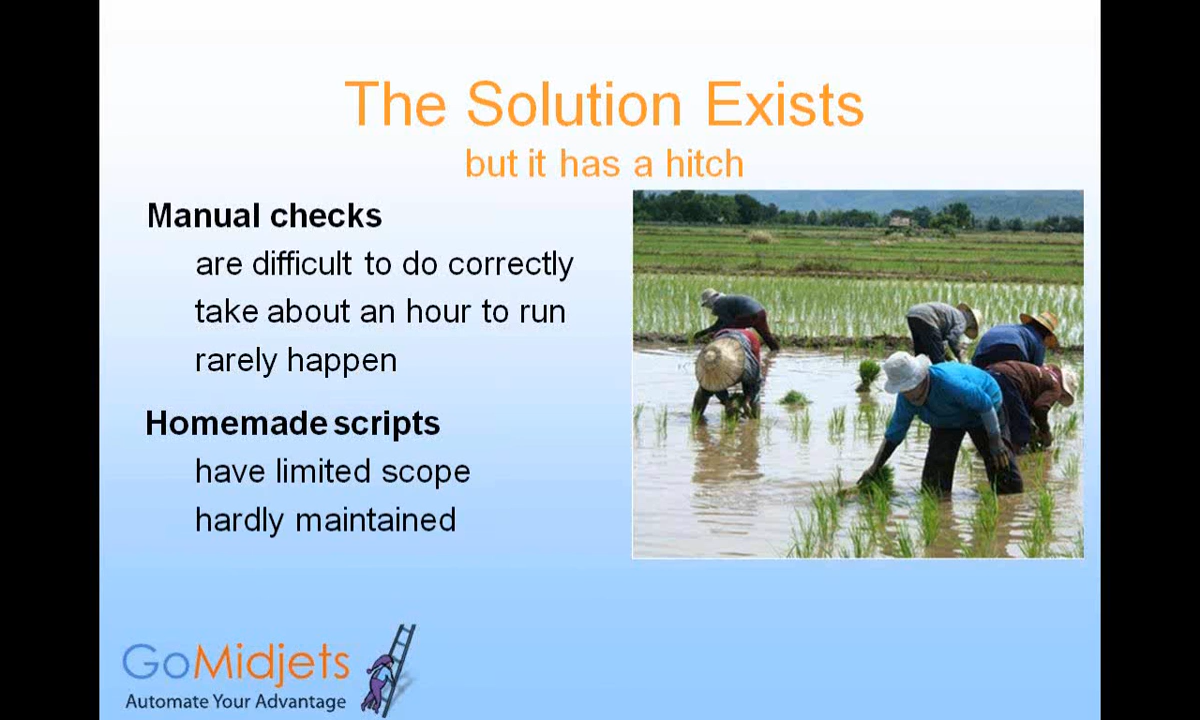 The Solution Exists
but it has a hitch
Manual checks
are difficult to do correctly
take about an hour to run
rarely happen
Homemade scripts
have limited scope
hardly maintained
GoMidjets
Automate Your Advantage